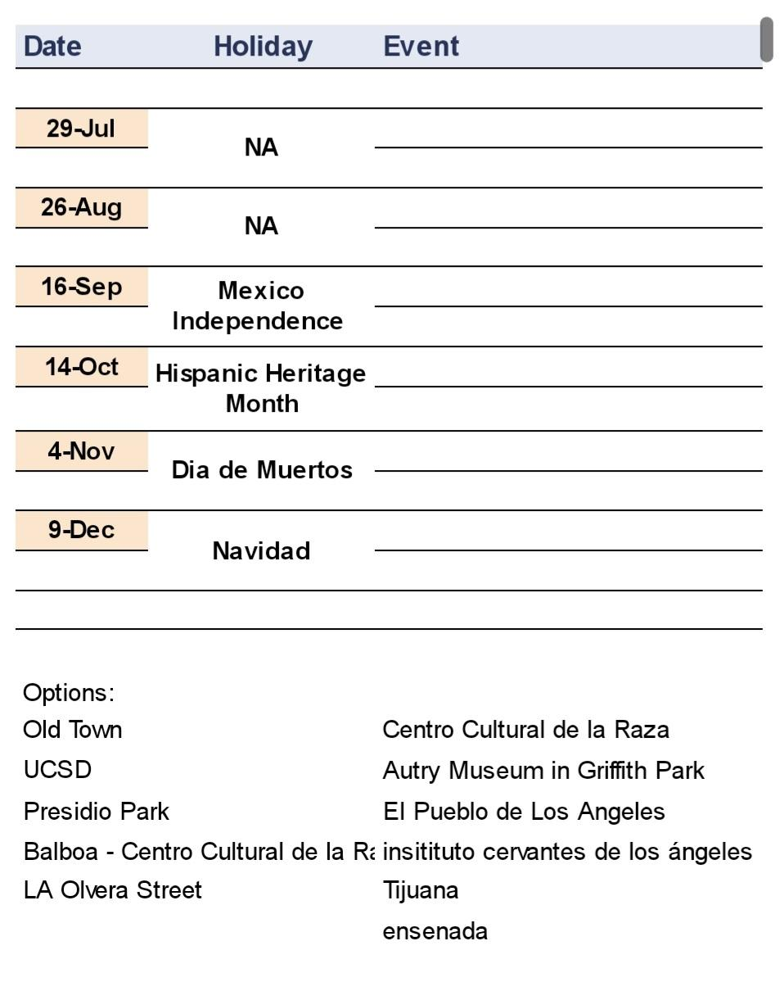 Date Holiday Event
29-Jul NA
26-Aug NA
16-Sep Mexico
Independence
14-Oct Hispanic Heritage
Month
4-Nov Dia de Muertos
9-Dec Navidad
Options:
Old Town Centro Cultural de la Raza
UCSD Autry Museum in Griffith Park
Presidio Park El Pueblo de Los Angeles
Balboa - Centro Cultural de la Ra insitituto cervantes de los ángeles
LA Olvera Street Tijuana
ensenada